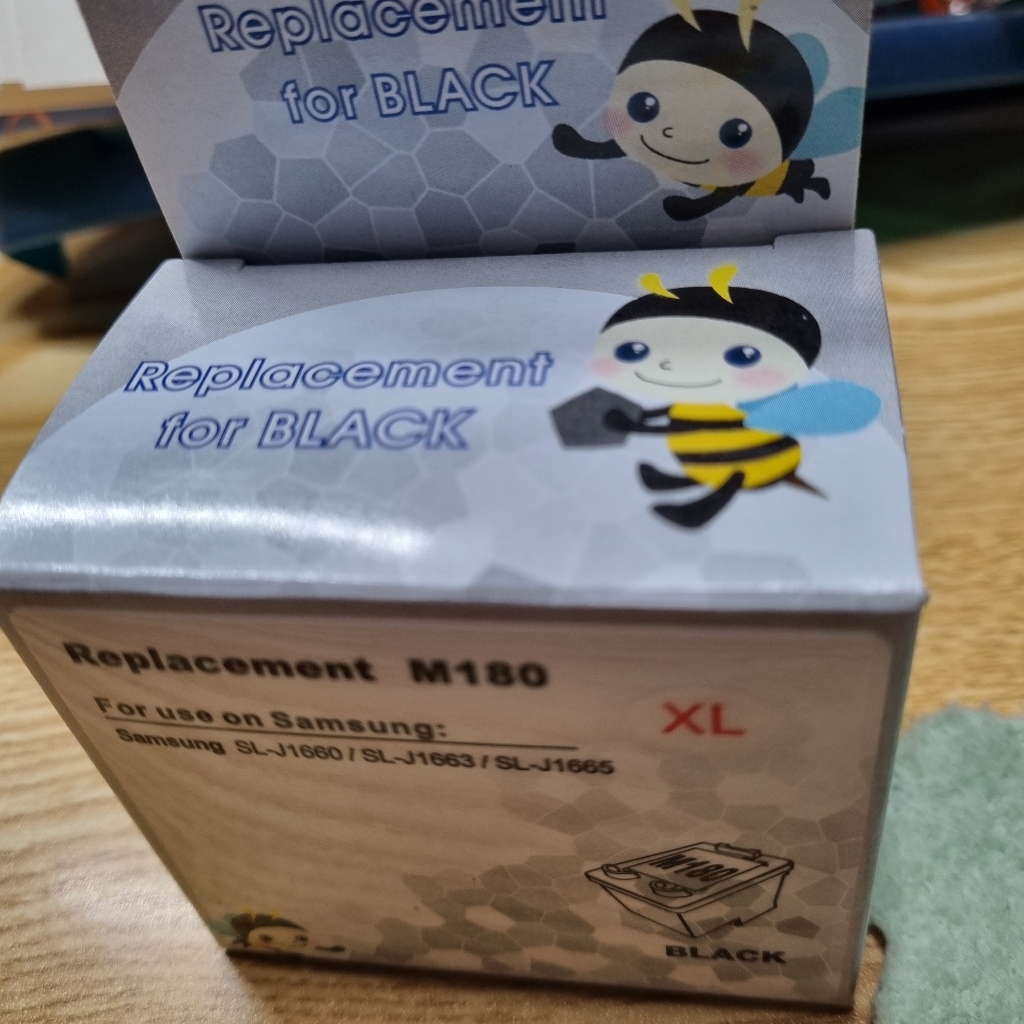 Replacement
for BLACK
Replacement
for BLACK
Replacement M180
For use on Samsung:
XL
Samsung SL-J1660 / SL-J1663 / SL-J1665
M180
BLACK